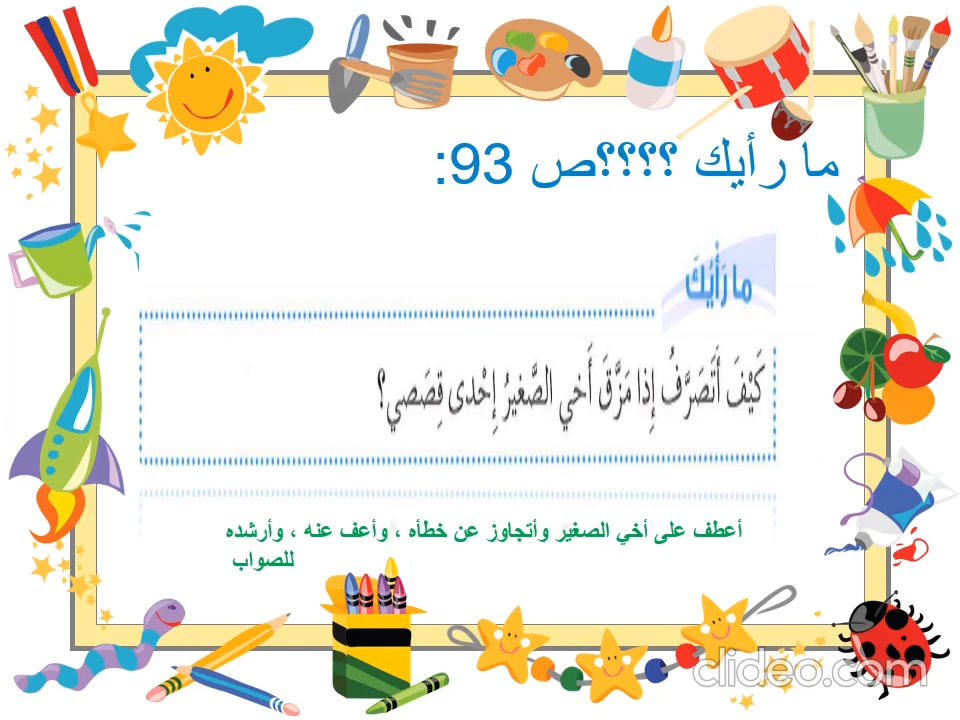 ما رأيك ؟؟؟؟ص 93:
ما رَأْيُكَ
كَيْفَ أَتَصَرَّفُ إِذا مَزَّقَ أَخي الصَّغيرُ إِحْدى قِصَصي؟
أعطف على أخي الصغير وأتجاوز عن خطأه ، وأعف عنه ، وأرشده
للصواب
clideo.com